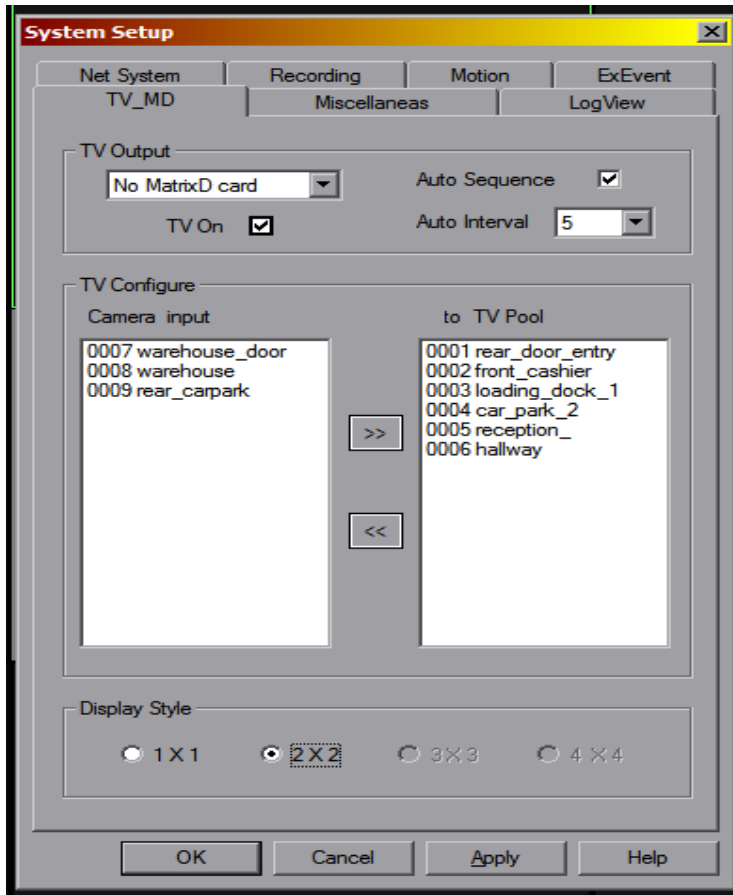 System Setup
Net System Recording Motion ExEvent
TV_MD Miscellaneas LogView
TV Output
No MatrixD card Auto Sequence
TV On Auto Interval 5
TV Configure
Camera input to TV Pool
0007 warehouse_door
0008 warehouse
0009 rear_carpark
0001 rear_door_entry
0002 front_cashier
0003 loading_dock_1
0004 car_park_2
0005 reception_
0006 hallway
>>
<<
Display Style
1 X 1 2 X 2 3 X 3 4 X 4
OK Cancel Apply Help